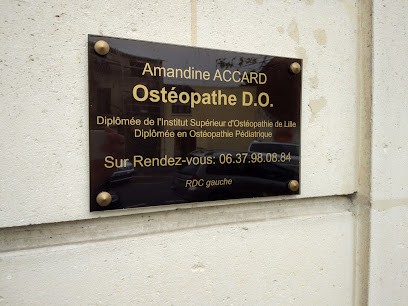 Amandine ACCARD
Ostéopathe D.O.
Diplômée de l'Institut Supérieur d'Ostéopathie de Lille
Diplômée en Ostéopathie Pédiatrique
Sur Rendez-vous: 06.37.98.08.84
RDC gauche